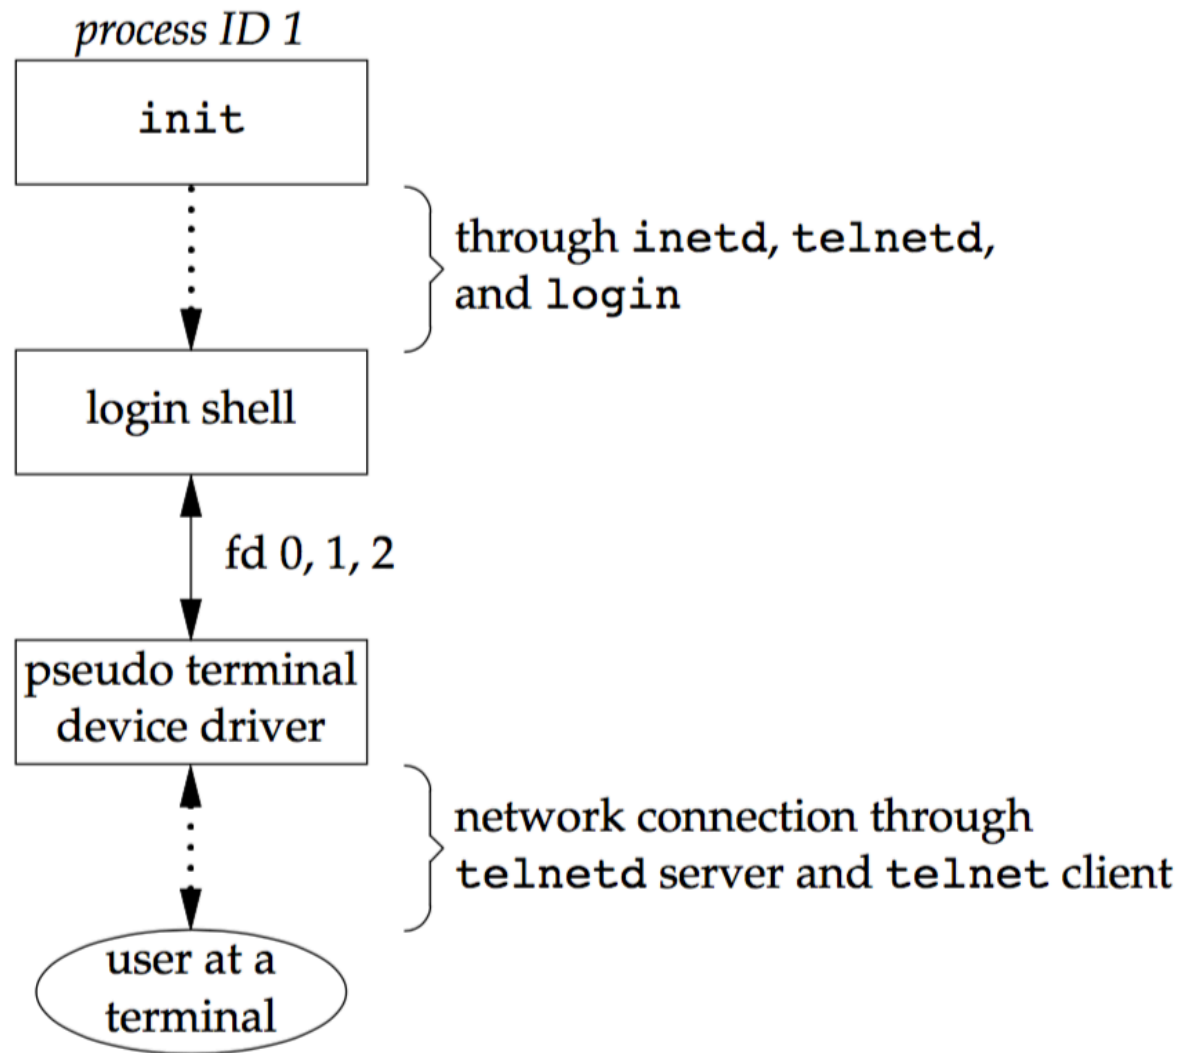 process ID 1
init
through inetd, telnetd,
and login
login shell
fd 0, 1, 2
pseudo terminal
device driver
network connection through
telnetd server and telnet client
user at a
terminal